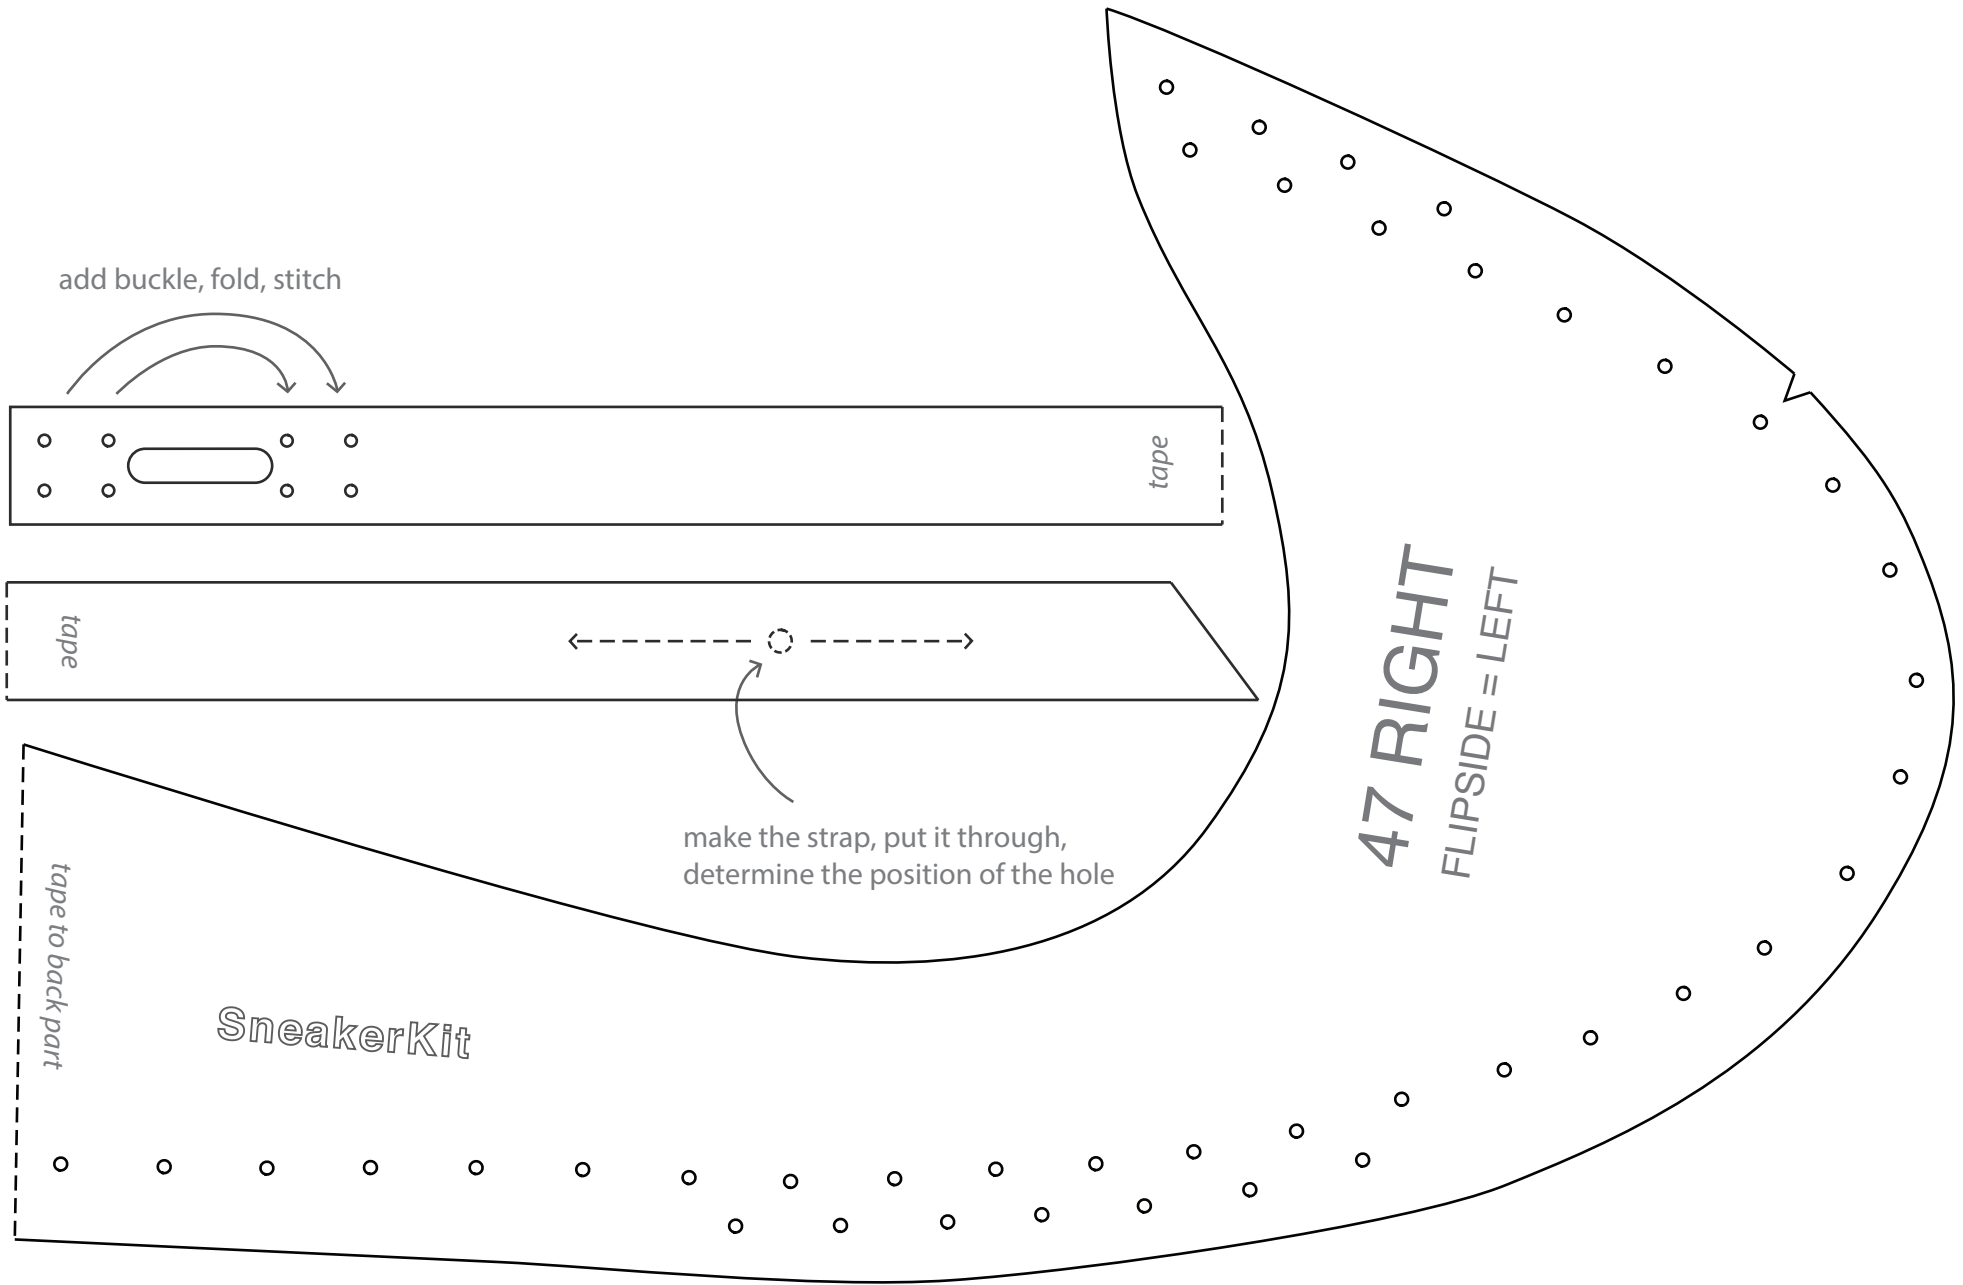 add buckle, fold, stitch
tape
tape
make the strap, put it through,
determine the position of the hole
47 RIGHT
FLIPSIDE = LEFT
tape to back part
SneakerKit